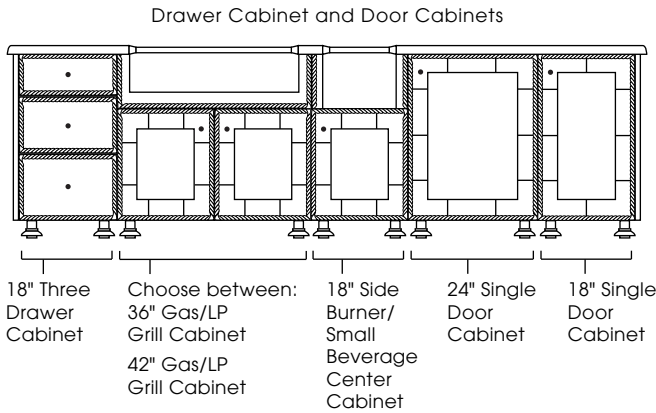 Drawer Cabinet and Door Cabinets
18" Three
Drawer
Cabinet
Choose between:
36" Gas/LP
Grill Cabinet
42" Gas/LP
Grill Cabinet
18" Side
Burner/
Small
Beverage
Center
Cabinet
24" Single
Door
Cabinet
18" Single
Door
Cabinet